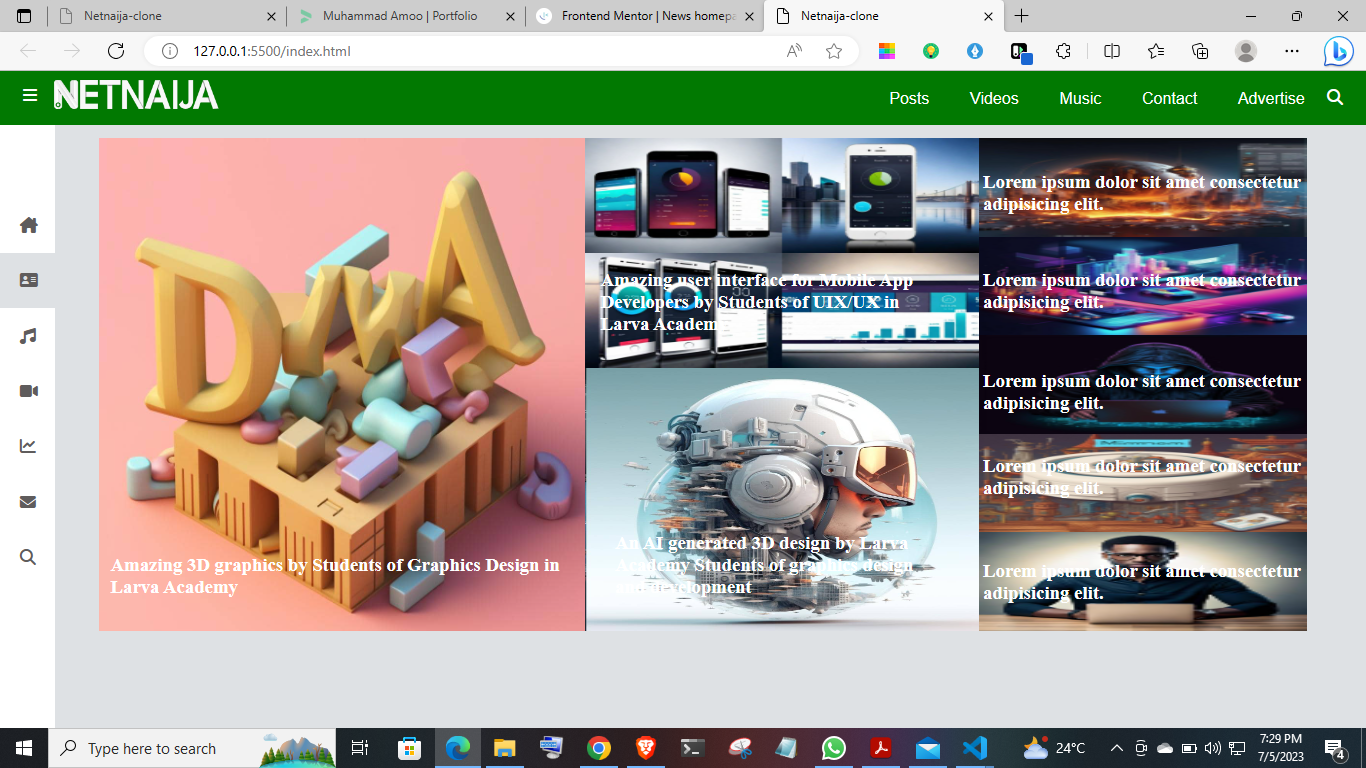 Netnaija-clone
Muhammad Amoo | Portfolio
Frontend Mentor | News homepa
Netnaija-clone
127.0.0.1:5500/index.html
NETNAIJA
Posts
Videos
Music
Contact
Advertise
DMA
Amazing 3D graphics by Students of Graphics Design in
Larva Academy
Amazing user interface for Mobile App
Developers by Students of UIX/UX in
Larva Academy
An AI generated 3D design by Larva
Academy Students of graphics design
Lorem ipsum dolor sit amet consectetur
adipisicing elit.
Lorem ipsum dolor sit amet consectetur
adipisicing elit.
Lorem ipsum dolor sit amet consectetur
adipisicing elit.
Lorem ipsum dolor sit amet consectetur
adipisicing elit.
Lorem ipsum dolor sit amet consectetur
adipisicing elit.
Type here to search
24°C
7:29 PM
7/5/2023
4